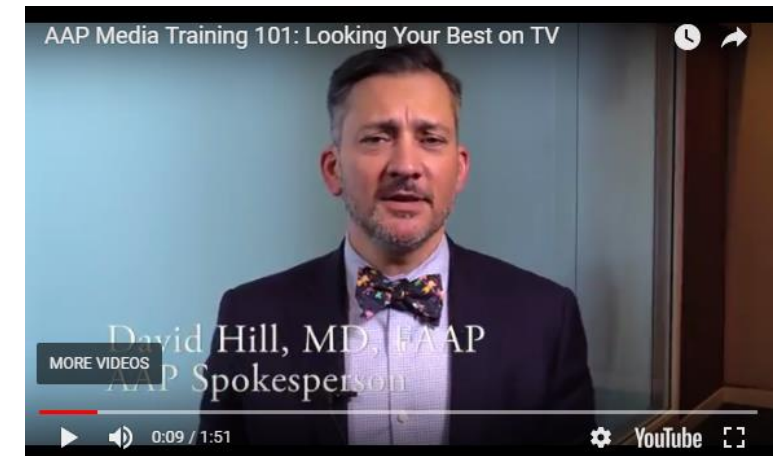 AAP Media Training 101: Looking Your Best on TV
David Hill, MD, FAAP
MORE VIDEOS
AAP Spokesperson
0:09 / 1:51
YouTube